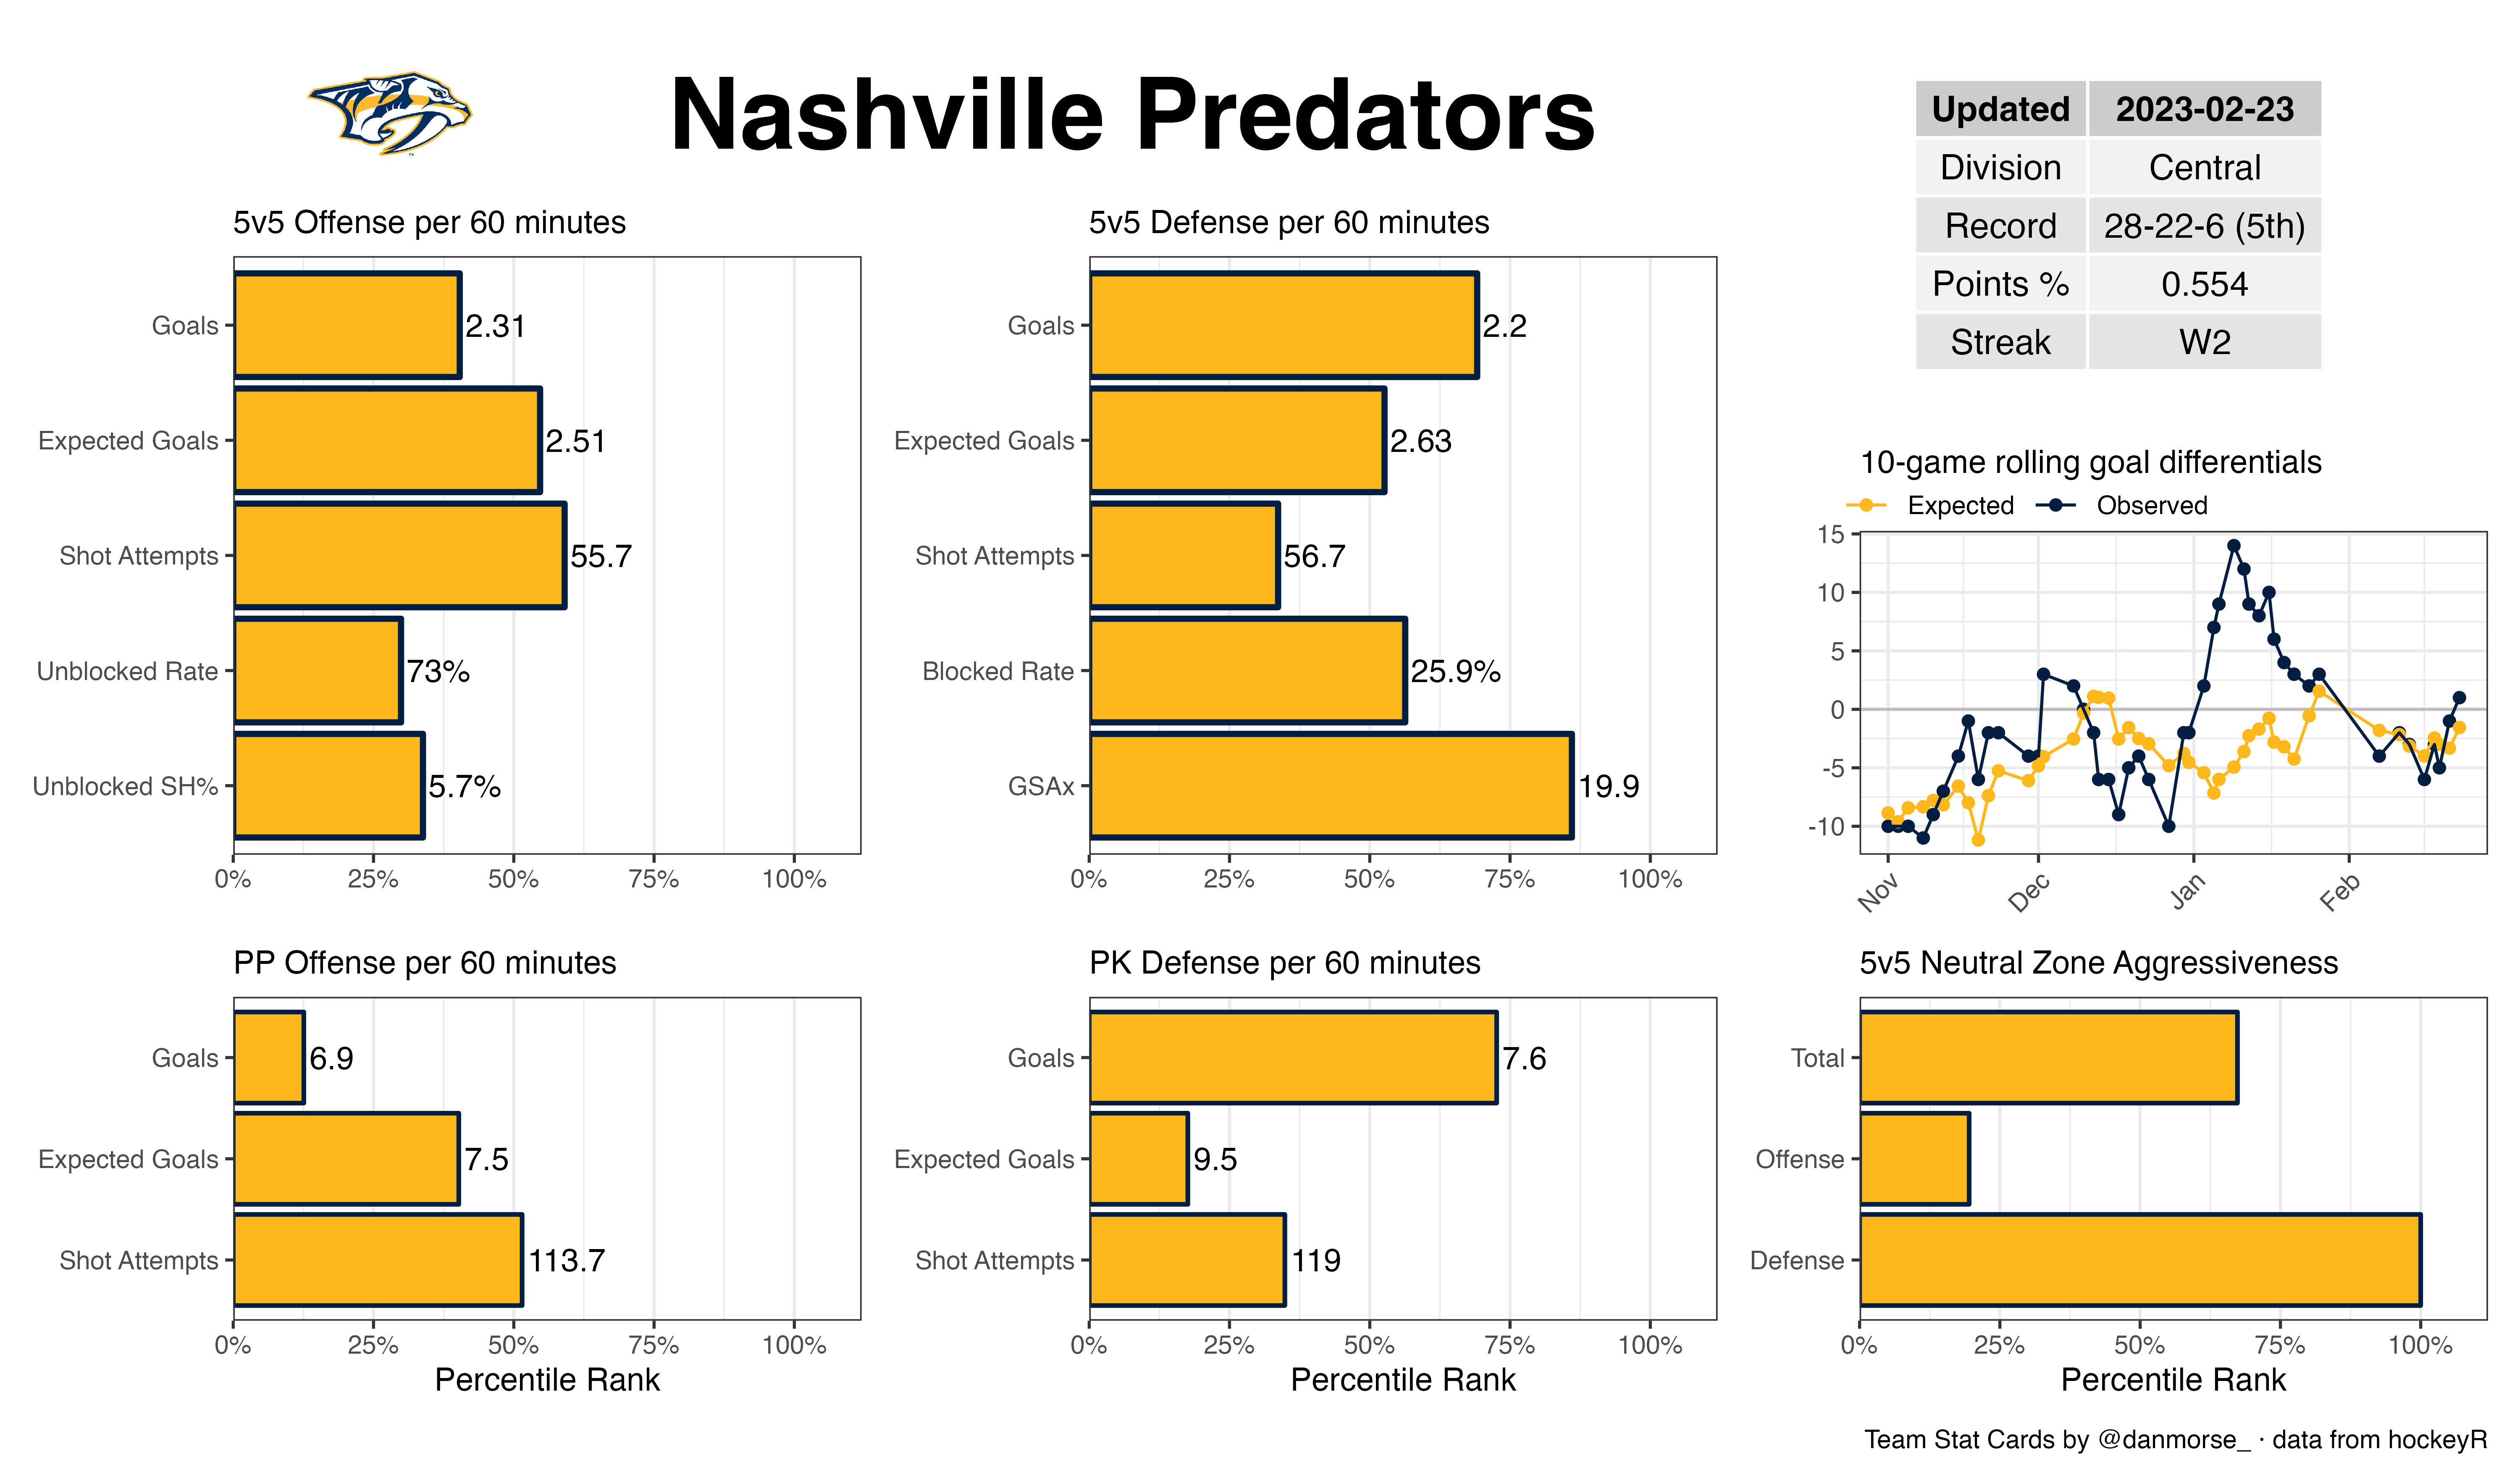 Nashville Predators
TM
Updated 2023-02-23
Division Central
Record 28-22-6 (5th)
Points % 0.554
Streak W2
5v5 Offense per 60 minutes
Goals 2.31
Expected Goals 2.51
Shot Attempts 55.7
Unblocked Rate 73%
Unblocked SH% 5.7%
0% 25% 50% 75% 100%
5v5 Defense per 60 minutes
Goals 2.2
Expected Goals 2.63
Shot Attempts 56.7
Blocked Rate 25.9%
GSAx 19.9
0% 25% 50% 75% 100%
10-game rolling goal differentials
Expected Observed
15
10
5
0
-5
-10
Nov Dec Jan Feb
PP Offense per 60 minutes
Goals 6.9
Expected Goals 7.5
Shot Attempts 113.7
0% 25% 50% 75% 100%
Percentile Rank
PK Defense per 60 minutes
Goals 7.6
Expected Goals 9.5
Shot Attempts 119
0% 25% 50% 75% 100%
Percentile Rank
5v5 Neutral Zone Aggressiveness
Total
Offense
Defense
0% 25% 50% 75% 100%
Percentile Rank
Team Stat Cards by @danmorse_ · data from hockeyR